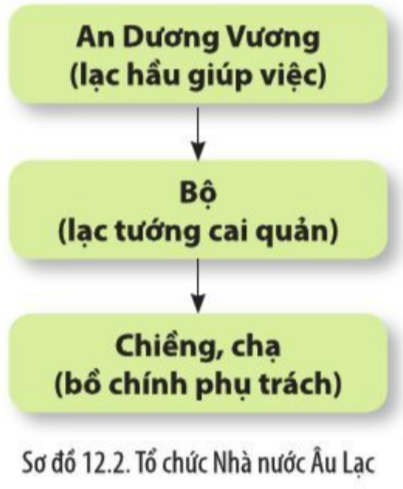 An Dương Vương
(lạc hầu giúp việc)
Bộ
(lạc tướng cai quản)
Chiềng, chạ
(bồ chính phụ trách)
Sơ đồ 12.2. Tổ chức Nhà nước Âu Lạc